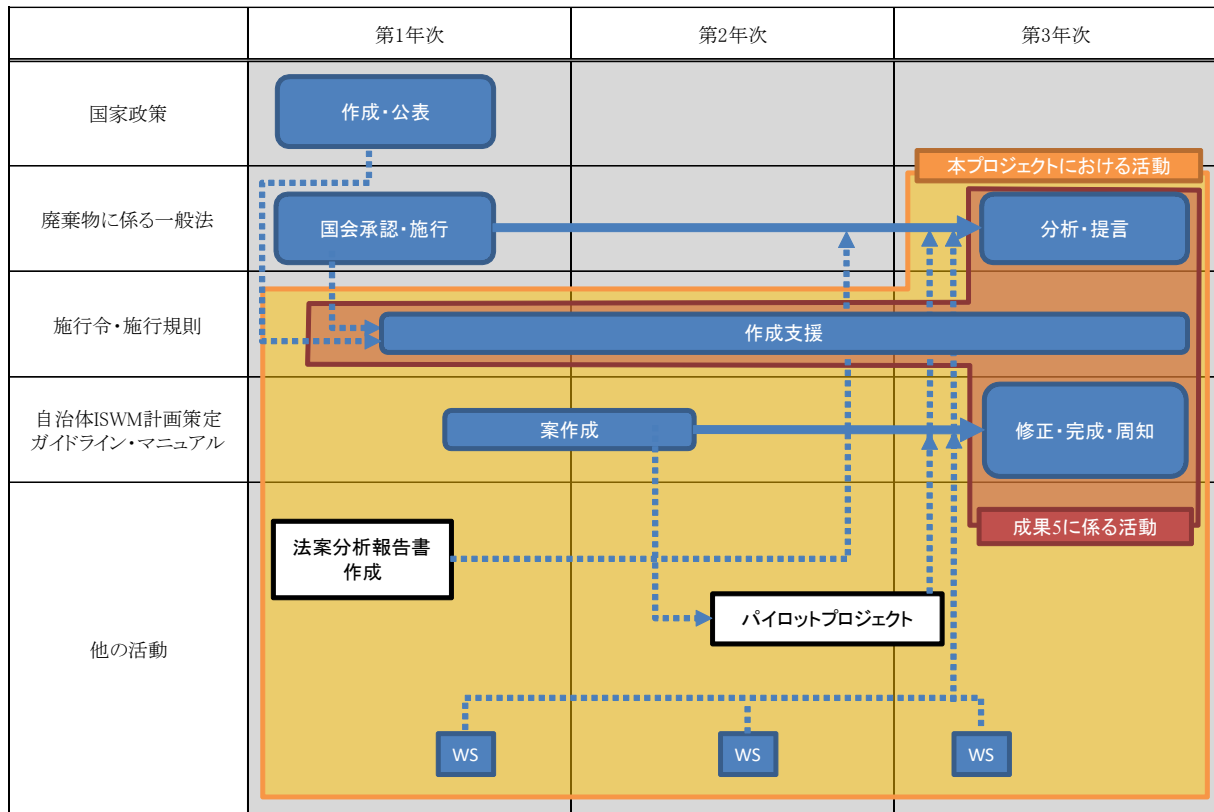 第1年次
第2年次
第3年次
国家政策
作成・公表
本プロジェクトにおける活動
廃棄物に係る一般法
国会承認・施行
分析・提言
施行令・施行規則
作成支援
自治体ISWM計画策定
ガイドライン・マニュアル
案作成
修正・完成・周知
成果5に係る活動
法案分析報告書
作成
パイロットプロジェクト
他の活動
WS
WS
WS